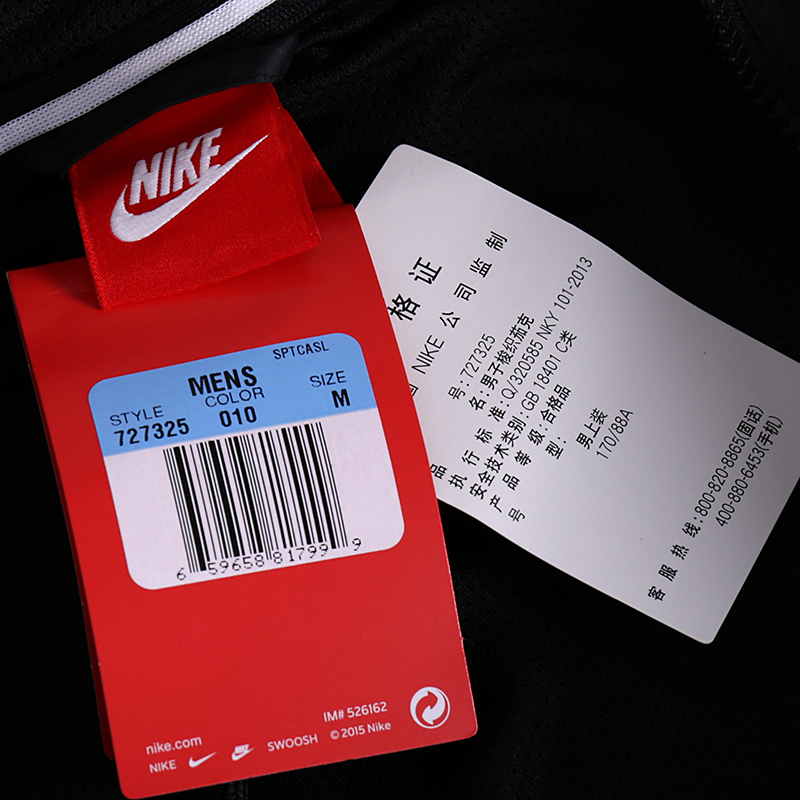 NIKE
SPTCASL
MENS
STYLE COLOR SIZE
727325 010 M
6 59658 81799 9
IM# 526162
nike.com © 2015 Nike
NIKE SWOOSH
格 证
NIKE 公 司 监 制
号: 727325
品 名: 男子梭织茄克
执 行 标 准: Q/320585 NKY 101-2013
安全技术类别: GB 18401 C类
产 品 等 级: 合格品
号 型: 男上装
170/88A
客 服 热 线: 800-820-8865(固话)
400-880-6453(手机)